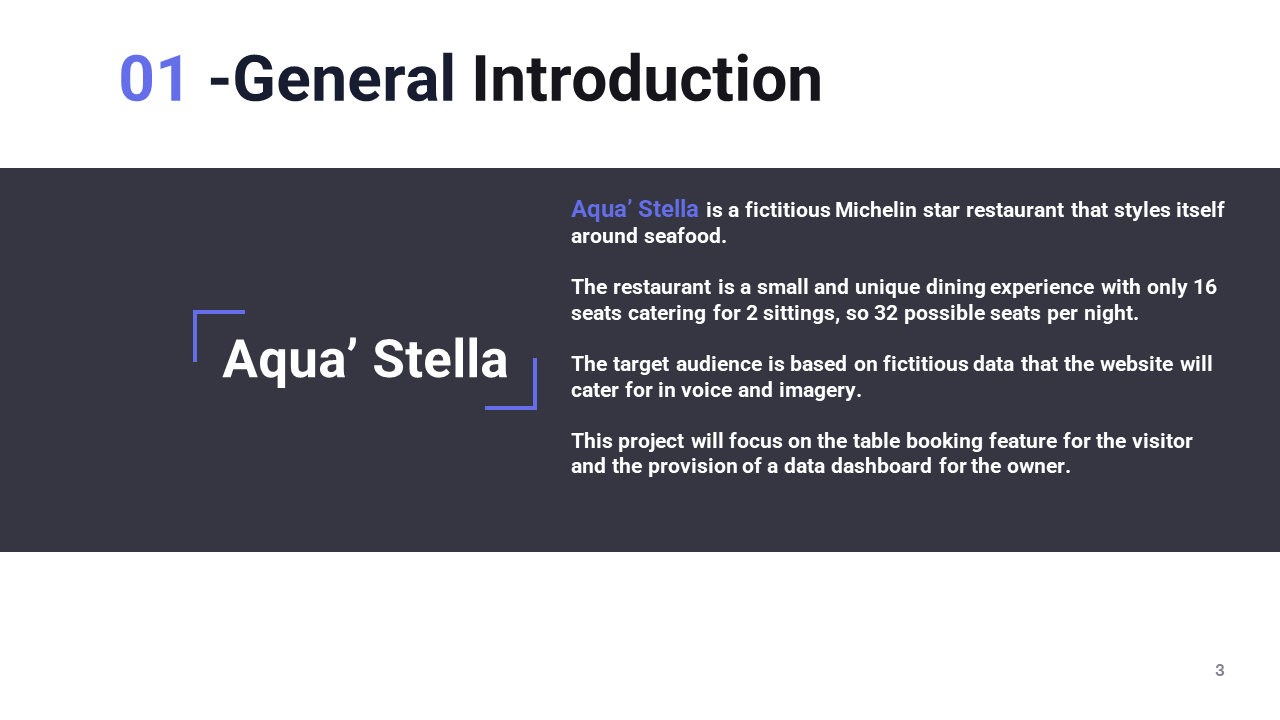 01 -General Introduction
Aqua’ Stella
Aqua’ Stella is a fictitious Michelin star restaurant that styles itself
around seafood.
The restaurant is a small and unique dining experience with only 16
seats catering for 2 sittings, so 32 possible seats per night.
The target audience is based on fictitious data that the website will
cater for in voice and imagery.
This project will focus on the table booking feature for the visitor
and the provision of a data dashboard for the owner.
3